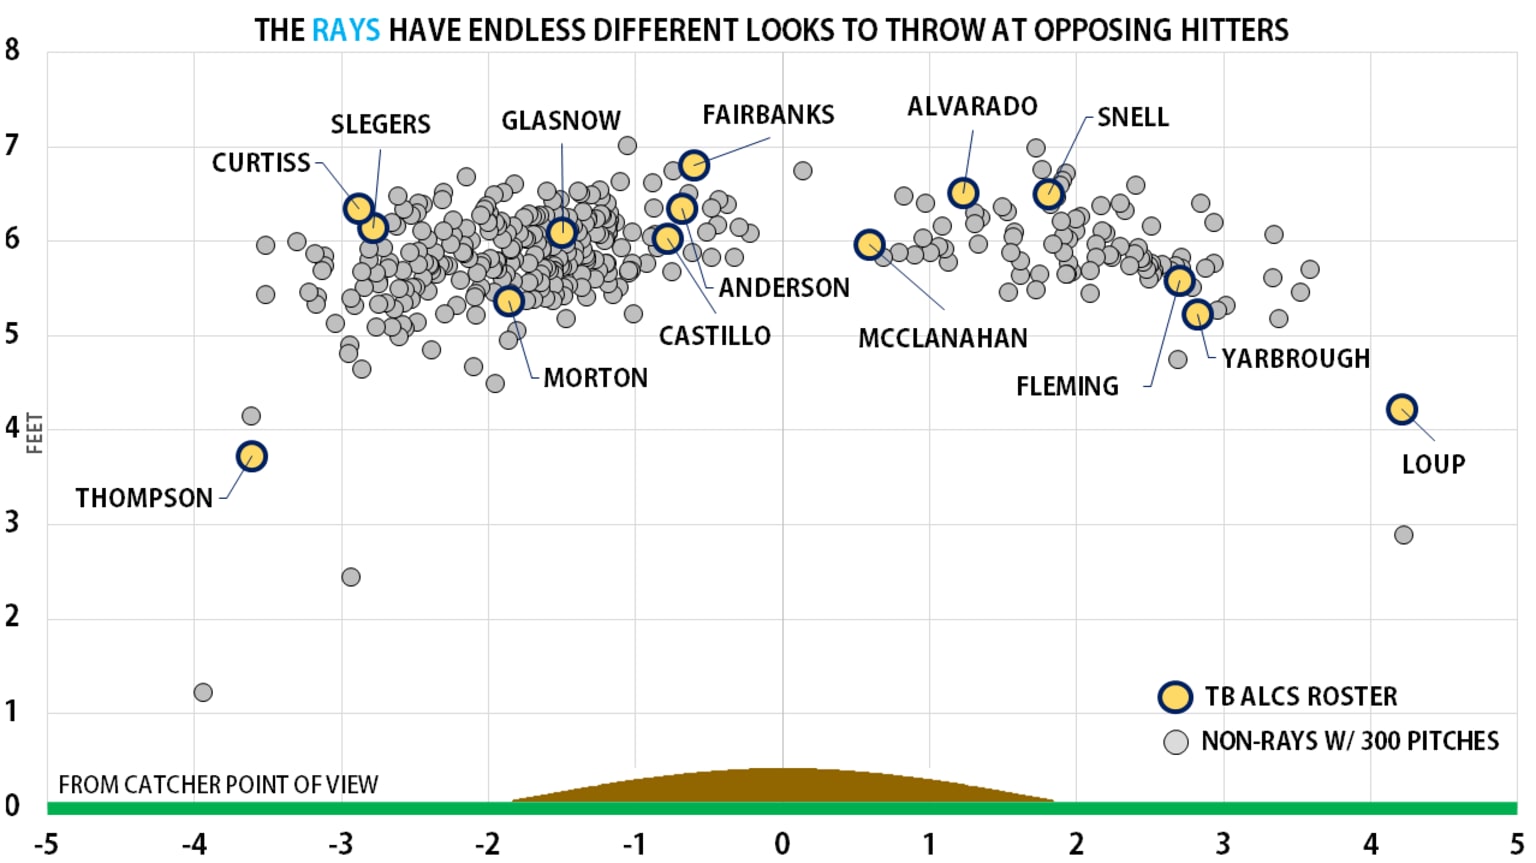 THE RAYS HAVE ENDLESS DIFFERENT LOOKS TO THROW AT OPPOSING HITTERS
8
7
6
5
4
3
2
1
0
FEET
CURTISS
SLEGERS
GLASNOW
FAIRBANKS
ALVARADO
SNELL
ANDERSON
CASTILLO
MORTON
MCCLANAHAN
YARBROUGH
FLEMING
LOUP
THOMPSON
TB ALCS ROSTER
NON-RAYS W/ 300 PITCHES
FROM CATCHER POINT OF VIEW
-5 -4 -3 -2 -1 0 1 2 3 4 5